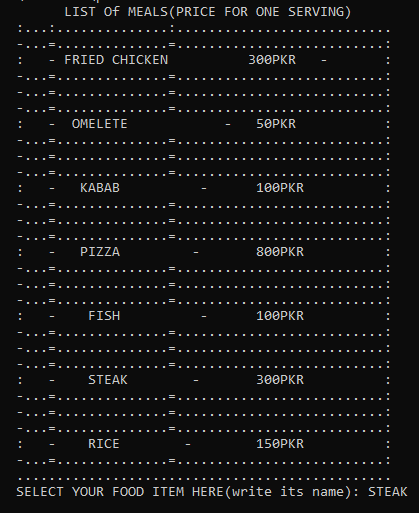 LIST Of MEALS(PRICE FOR ONE SERVING)
:...:..............:...........................
-...=..............=..........................:
:   - FRIED CHICKEN          300PKR   -       :
-...=..............=..........................:
-...=..............=..........................:
-...=..............=..........................:
:   -  OMELETE            -   50PKR           :
-...=..............=..........................:
-...=..............=..........................:
-...=..............=..........................:
:   -   KABAB          -      100PKR          :
-...=..............=..........................:
-...=..............=..........................:
-...=..............=..........................:
:   -   PIZZA         -       800PKR          :
-...=..............=..........................:
-...=..............=..........................:
-...=..............=..........................:
:   -    FISH          -      100PKR          :
-...=..............=..........................:
-...=..............=..........................:
-...=..............=..........................:
:   -    STEAK        -       300PKR          :
-...=..............=..........................:
-...=..............=..........................:
-...=..............=..........................:
:   -    RICE        -        150PKR          :
-...=..............=..........................:
...............................................
SELECT YOUR FOOD ITEM HERE(write its name): STEAK